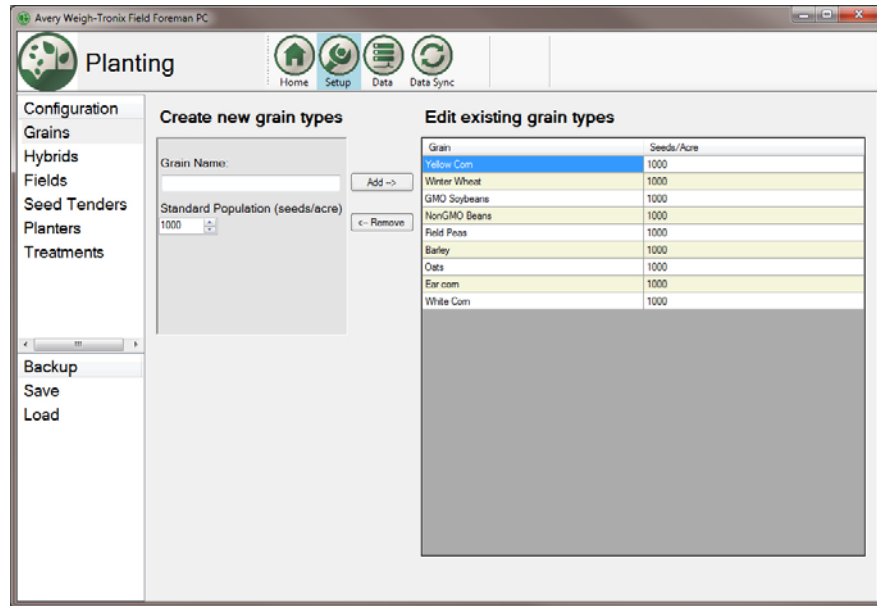 Avery Weigh-Tronix Field Foreman PC
Planting
Home Setup Data Data Sync
Configuration
Grains
Hybrids
Fields
Seed Tenders
Planters
Treatments
Backup
Save
Load
Create new grain types
Grain Name:
Standard Population (seeds/acre)
1000
Add -->
<-- Remove
Edit existing grain types
Grain Seeds/Acre
Yellow Corn 1000
Winter Wheat 1000
GMO Soybeans 1000
NonGMO Beans 1000
Field Peas 1000
Barley 1000
Oats 1000
Ear corn 1000
White Corn 1000